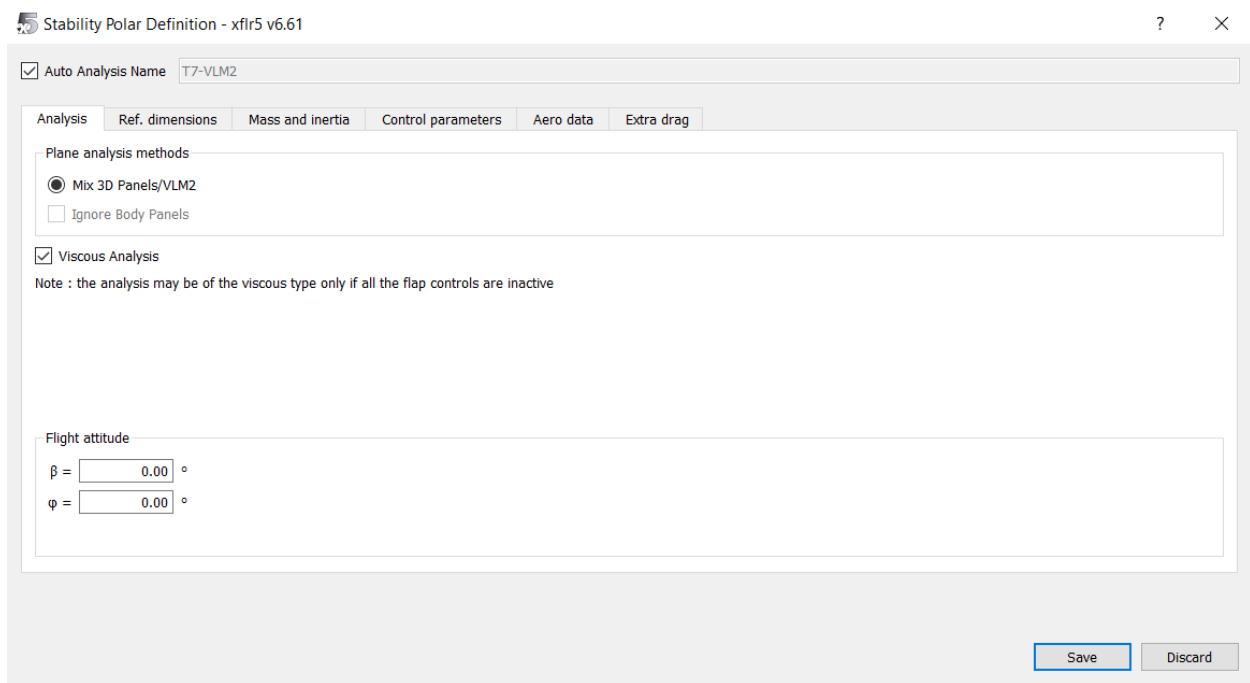 Stability Polar Definition - xflr5 v6.61
Auto Analysis Name T7-VLM2
Analysis Ref. dimensions Mass and inertia Control parameters Aero data Extra drag
Plane analysis methods
Mix 3D Panels/VLM2
Ignore Body Panels
Viscous Analysis
Note : the analysis may be of the viscous type only if all the flap controls are inactive
Flight attitude
β = 0.00 °
φ = 0.00 °
Save Discard